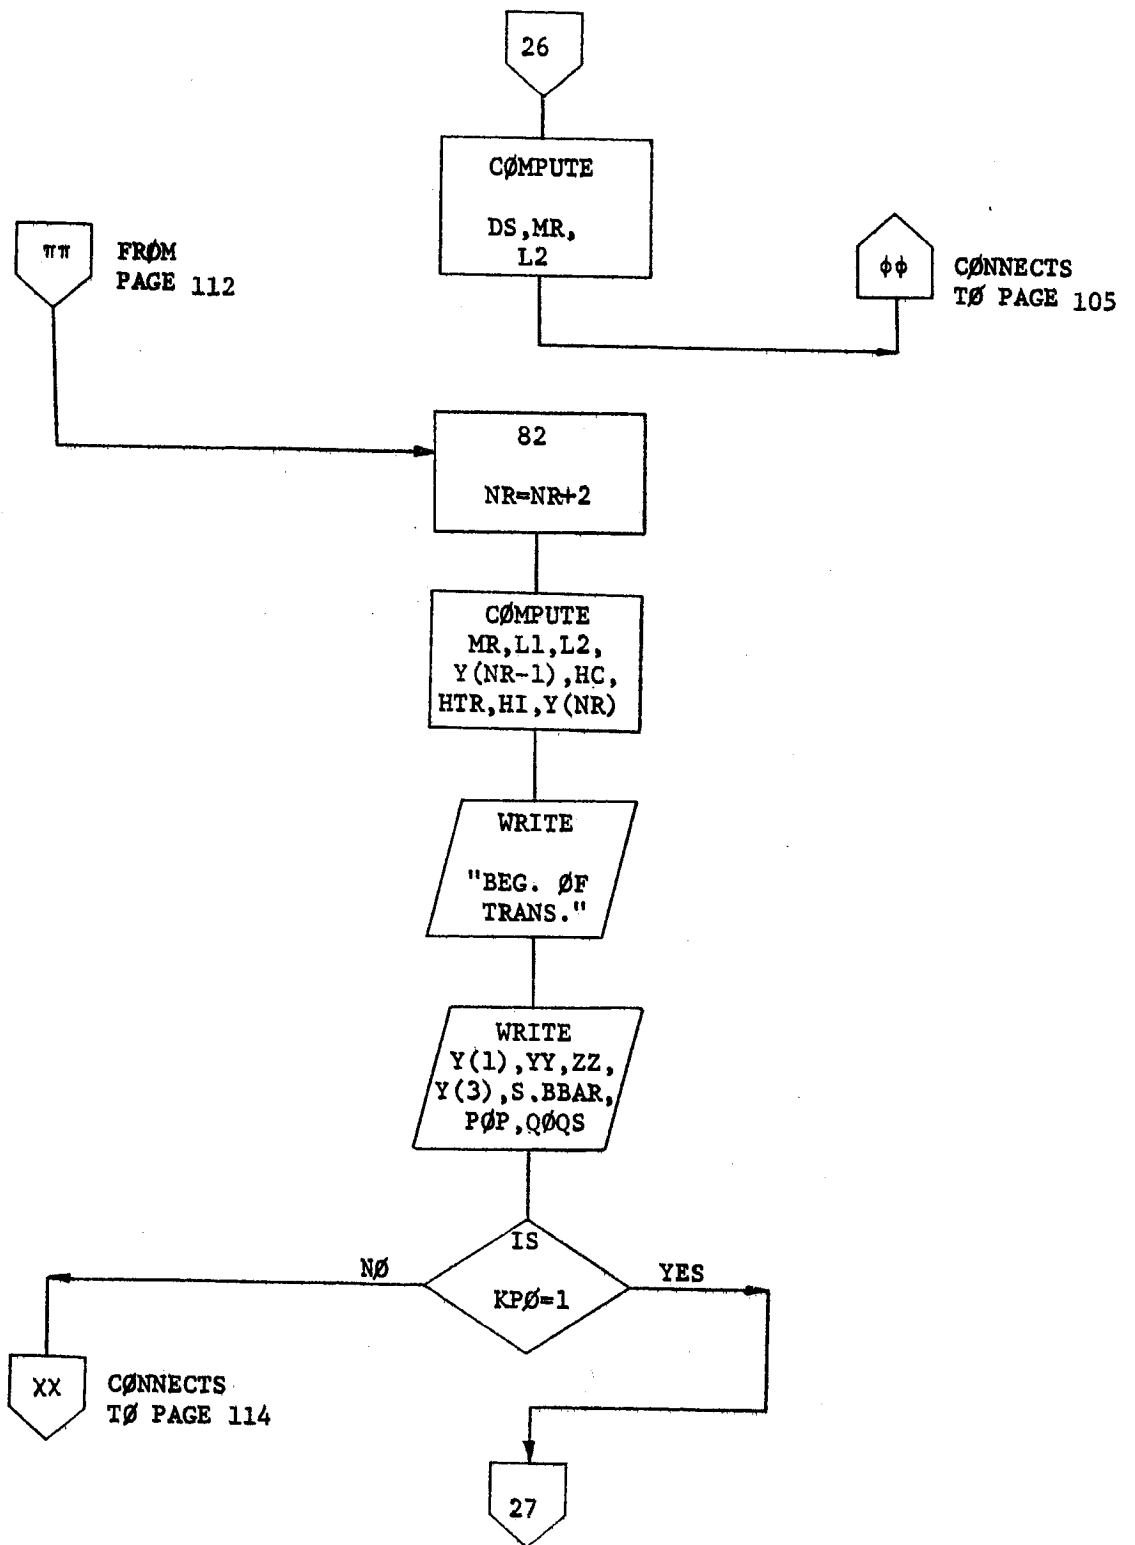 26
CØMPUTE
DS,MR,
L2
ππ
FRØM
PAGE 112
ϕϕ
CØNNECTS
TØ PAGE 105
82
NR=NR+2
CØMPUTE
MR,L1,L2,
Y(NR-1),HC,
HTR,HI,Y(NR)
WRITE
"BEG. ØF
TRANS."
WRITE
Y(1),YY,ZZ,
Y(3),S.BBAR,
PØP,QØQS
IS
KPØ=1
NØ
YES
χχ
CØNNECTS
TØ PAGE 114
27